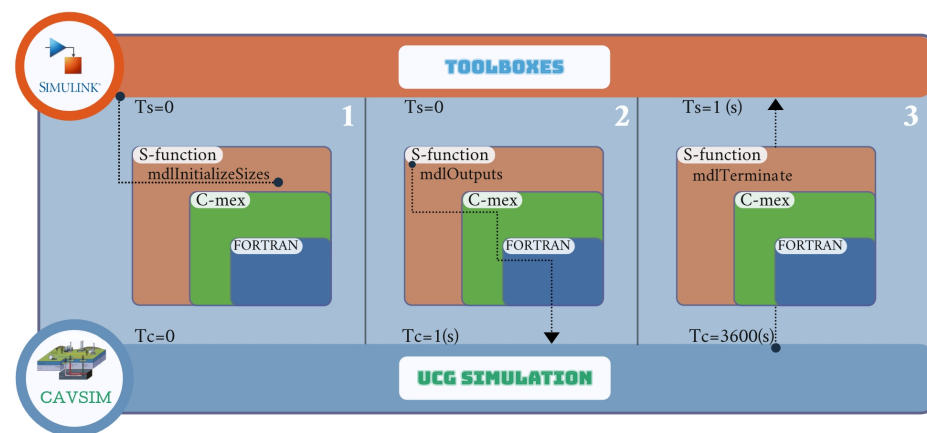 SIMULINK®
TOOLBOXES
Ts=0
1
S-function
mdlInitializeSizes
C-mex
FORTRAN
Tc=0
Ts=0
2
S-function
mdlOutputs
C-mex
FORTRAN
Tc=1(s)
Ts=1 (s)
3
S-function
mdlTerminate
C-mex
FORTRAN
Tc=3600(s)
CAVSIM
UCG SIMULATION